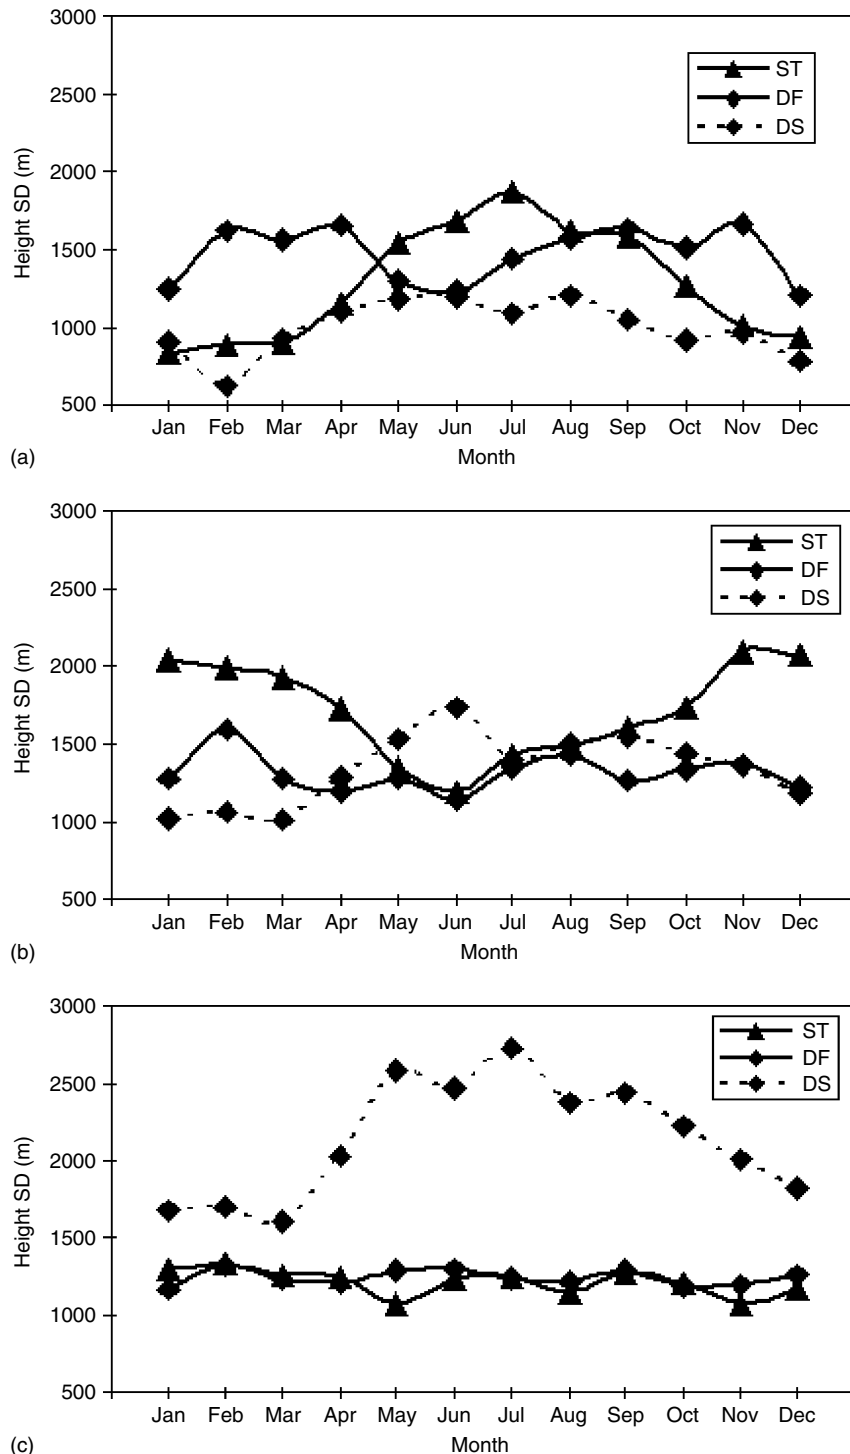 3000
ST
DF
DS
2500
2000
1500
1000
500
Height SD (m)
Jan Feb Mar Apr May Jun Jul Aug Sep Oct Nov Dec
(a)
Month
3000
ST
DF
DS
2500
2000
1500
1000
500
Height SD (m)
Jan Feb Mar Apr May Jun Jul Aug Sep Oct Nov Dec
(b)
Month
3000
ST
DF
DS
2500
2000
1500
1000
500
Height SD (m)
Jan Feb Mar Apr May Jun Jul Aug Sep Oct Nov Dec
(c)
Month